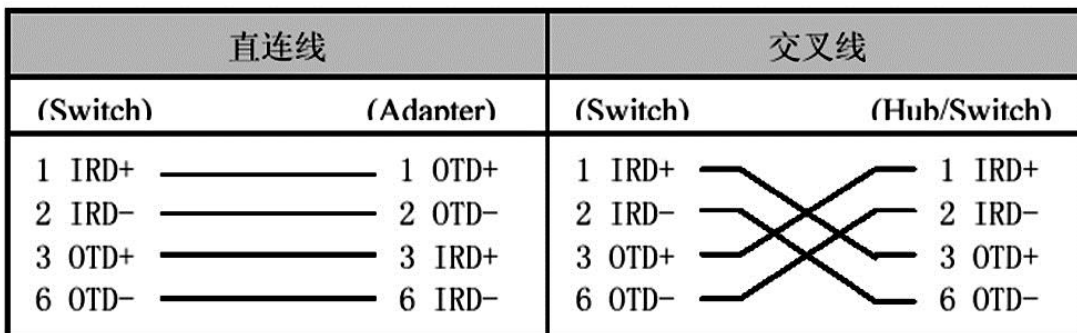 直连线 交叉线
(Switch) (Adapter) (Switch) (Hub/Switch)
1 IRD+ 1 OTD+ 1 IRD+ 1 IRD+
2 IRD- 2 OTD- 2 IRD- 2 IRD-
3 OTD+ 3 IRD+ 3 OTD+ 3 OTD+
6 OTD- 6 IRD- 6 OTD- 6 OTD-